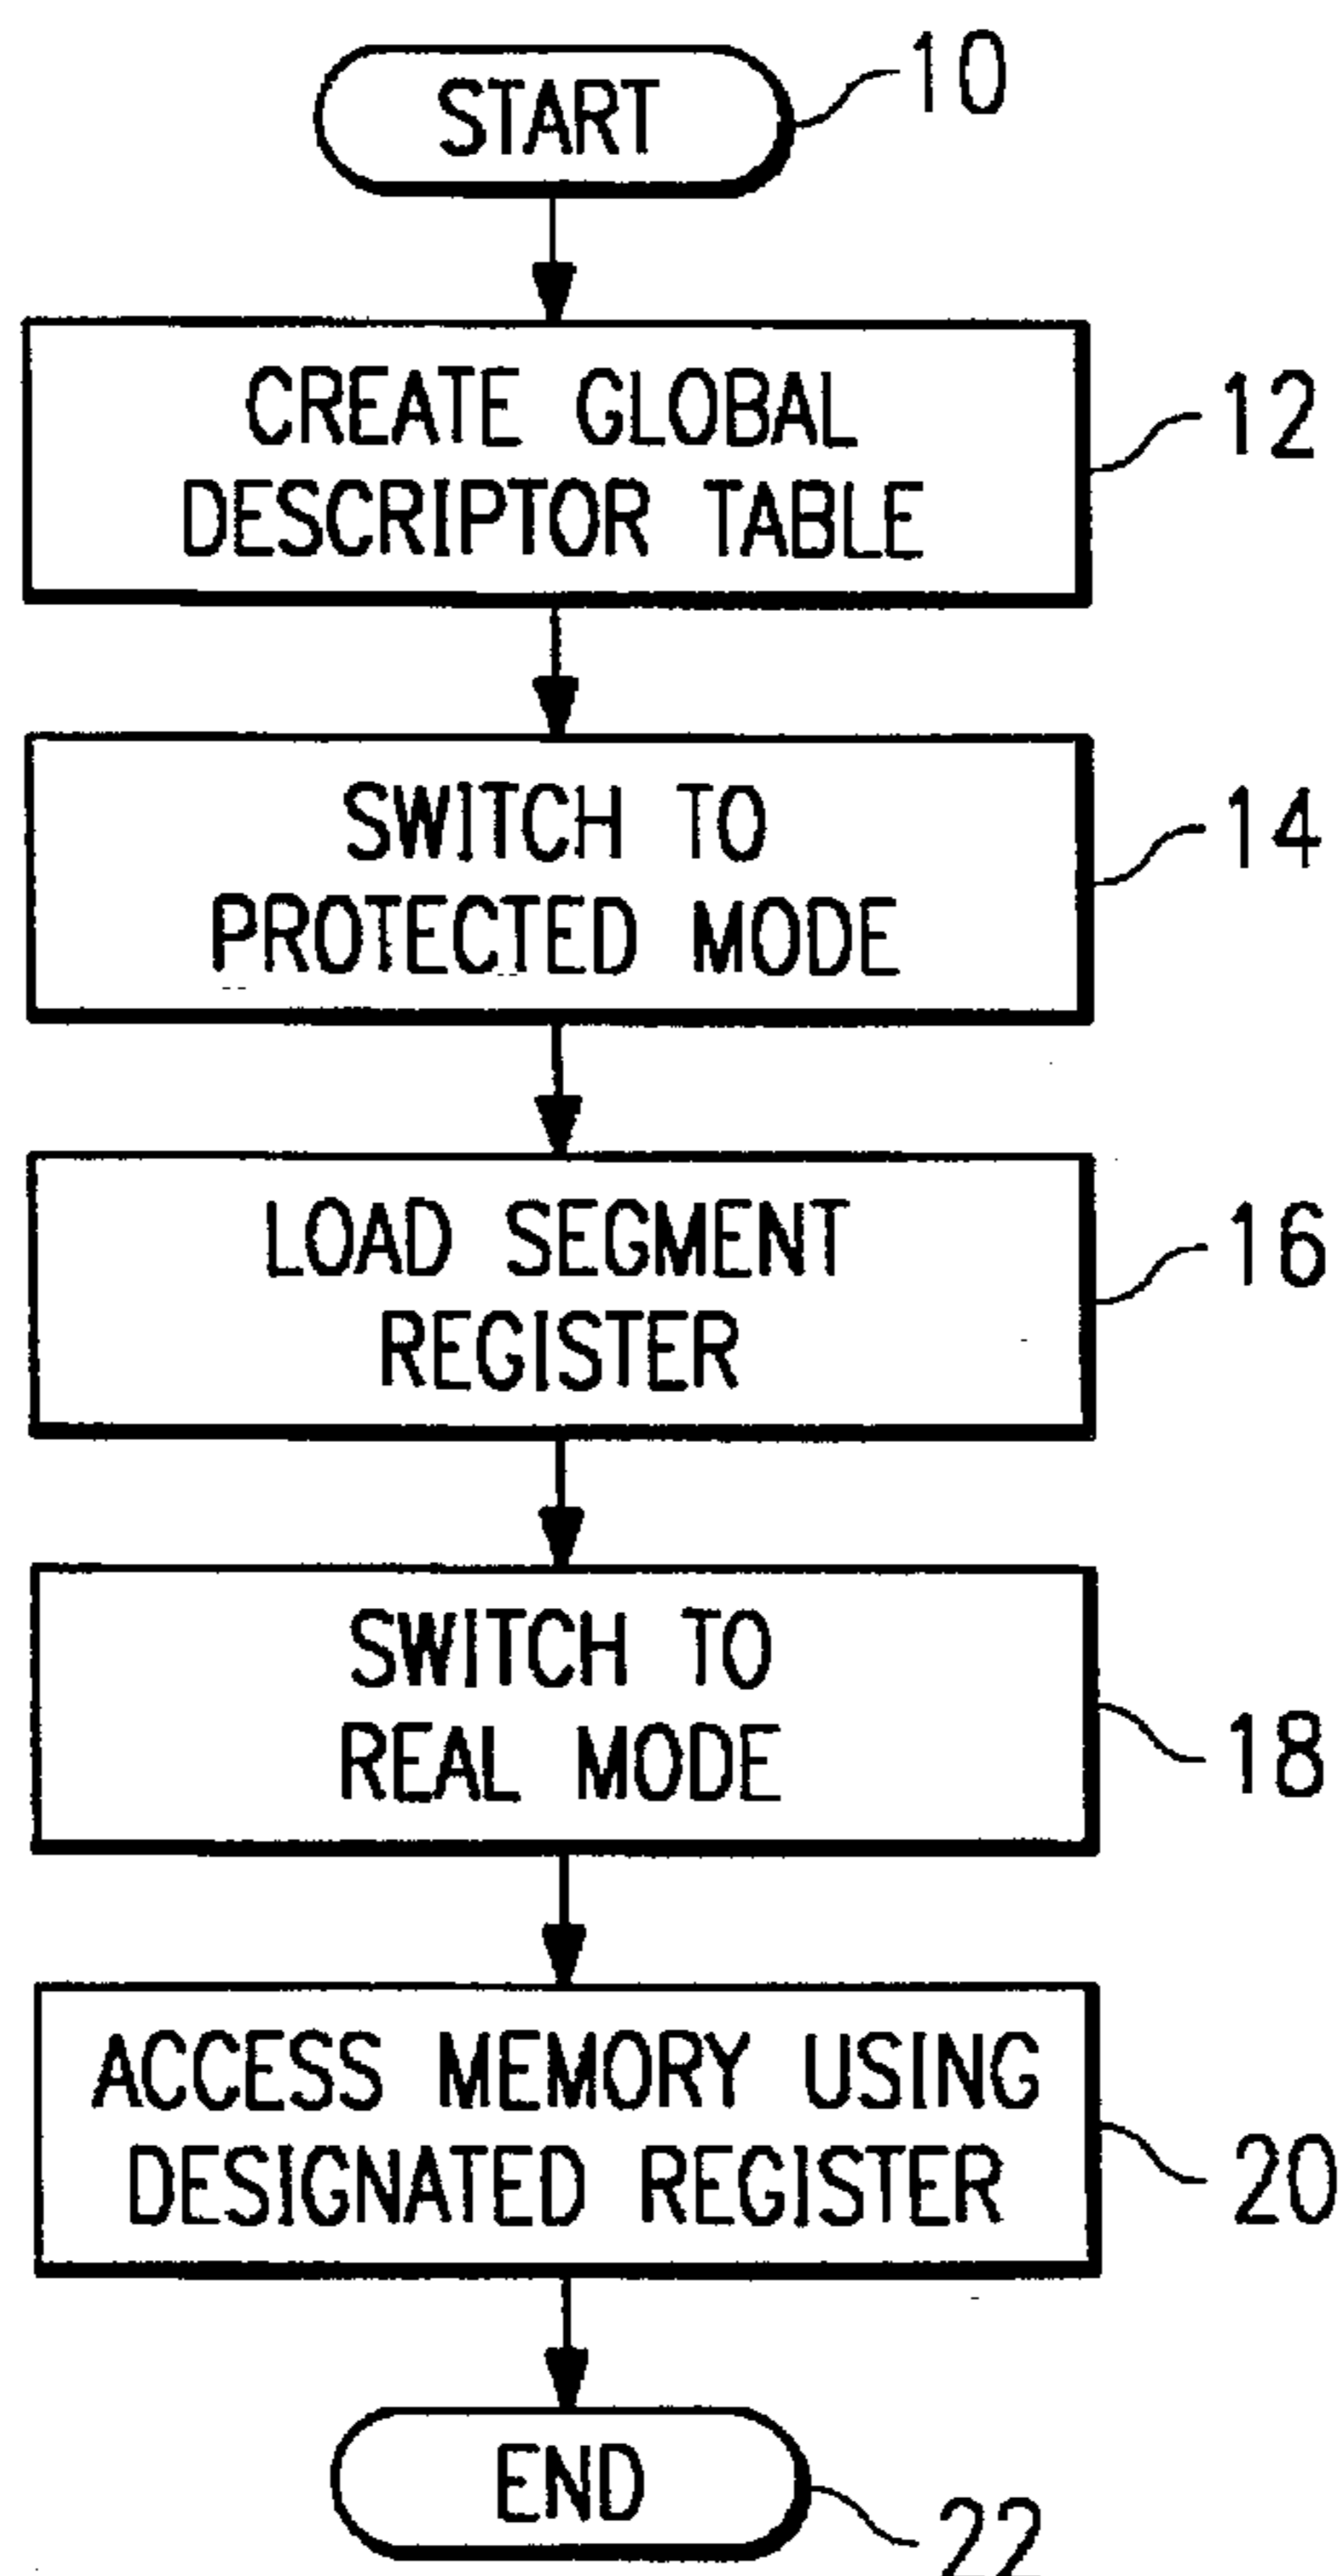 START
10
CREATE GLOBAL
DESCRIPTOR TABLE
12
SWITCH TO
PROTECTED MODE
14
LOAD SEGMENT
REGISTER
16
SWITCH TO
REAL MODE
18
ACCESS MEMORY USING
DESIGNATED REGISTER
20
END
22